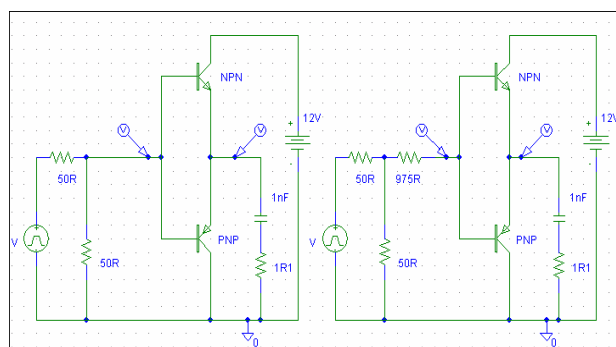 NPN
12V
+
V
V
50R
1nF
V
50R
PNP
1R1
0
NPN
12V
+
V
V
50R
975R
1nF
V
50R
PNP
1R1
0